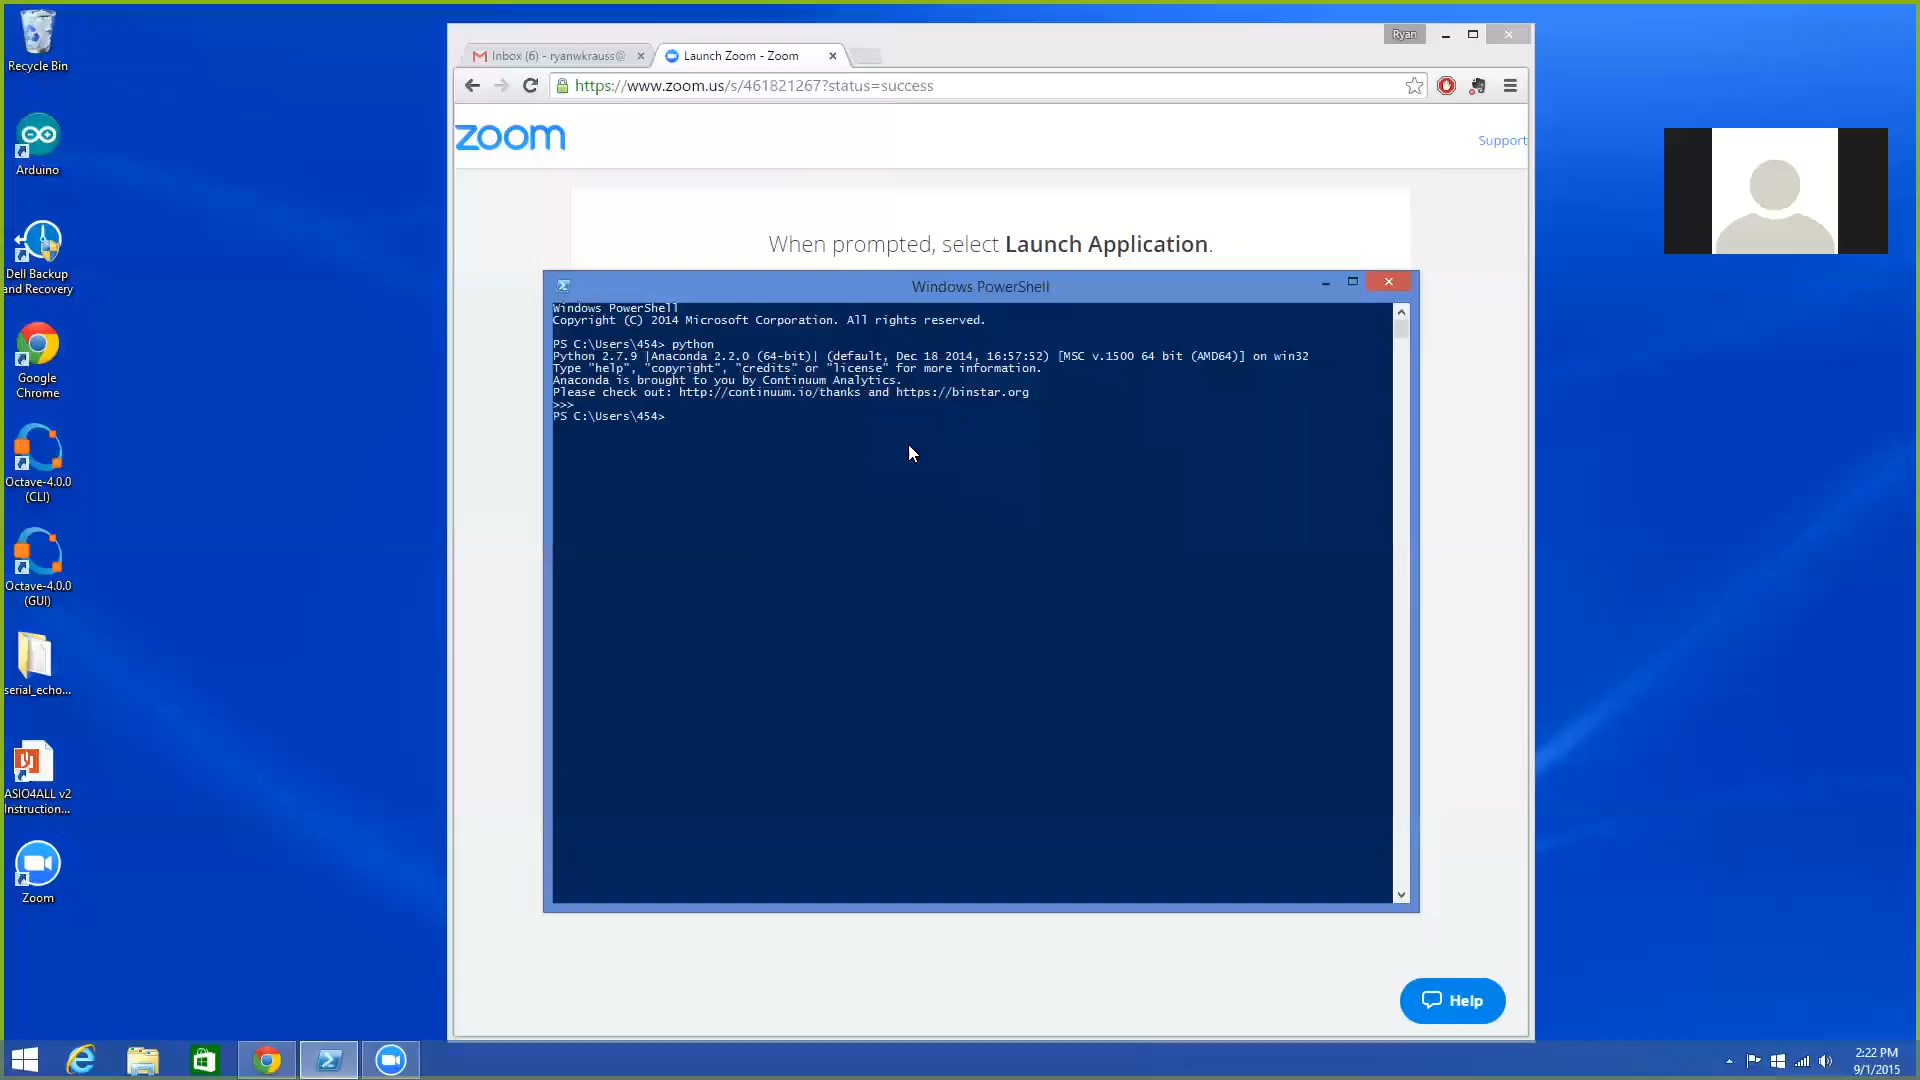 Recycle Bin
Arduino
Dell Backup
and Recovery
Google
Chrome
Octave-4.0.0
(CLI)
Octave-4.0.0
(GUI)
serial_echo...
ASIO4ALL v2
Instruction...
Zoom
Ryan
Inbox (6) - ryanwkrauss@
Launch Zoom - Zoom
https://www.zoom.us/s/461821267?status=success
zoom
Support
When prompted, select Launch Application.
Windows PowerShell
Windows PowerShell
Copyright (C) 2014 Microsoft Corporation. All rights reserved.
PS C:\Users\454> python
Python 2.7.9 |Anaconda 2.2.0 (64-bit)| (default, Dec 18 2014, 16:57:52) [MSC v.1500 64 bit (AMD64)] on win32
Type "help", "copyright", "credits" or "license" for more information.
Anaconda is brought to you by Continuum Analytics.
Please check out: http://continuum.io/thanks and https://binstar.org
>>>
PS C:\Users\454>
Help
2:22 PM
9/1/2015